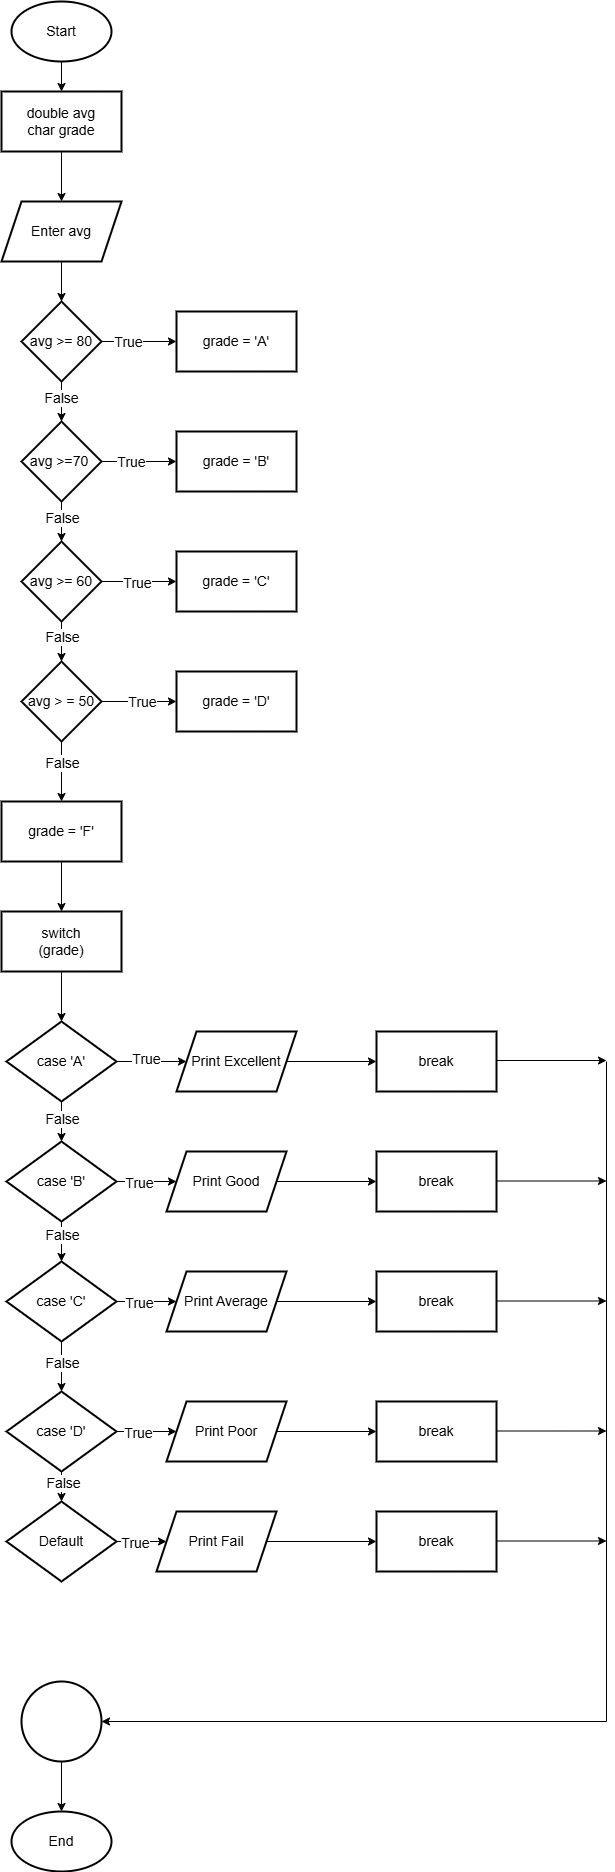 Start
double avg
char grade
Enter avg
avg >= 80
True
grade = 'A'
False
avg >=70
True
grade = 'B'
False
avg >= 60
True
grade = 'C'
False
avg > = 50
True
grade = 'D'
False
grade = 'F'
switch
(grade)
case 'A'
True
Print Excellent
break
False
case 'B'
True
Print Good
break
False
case 'C'
True
Print Average
break
False
case 'D'
True
Print Poor
break
False
Default
True
Print Fail
break
End